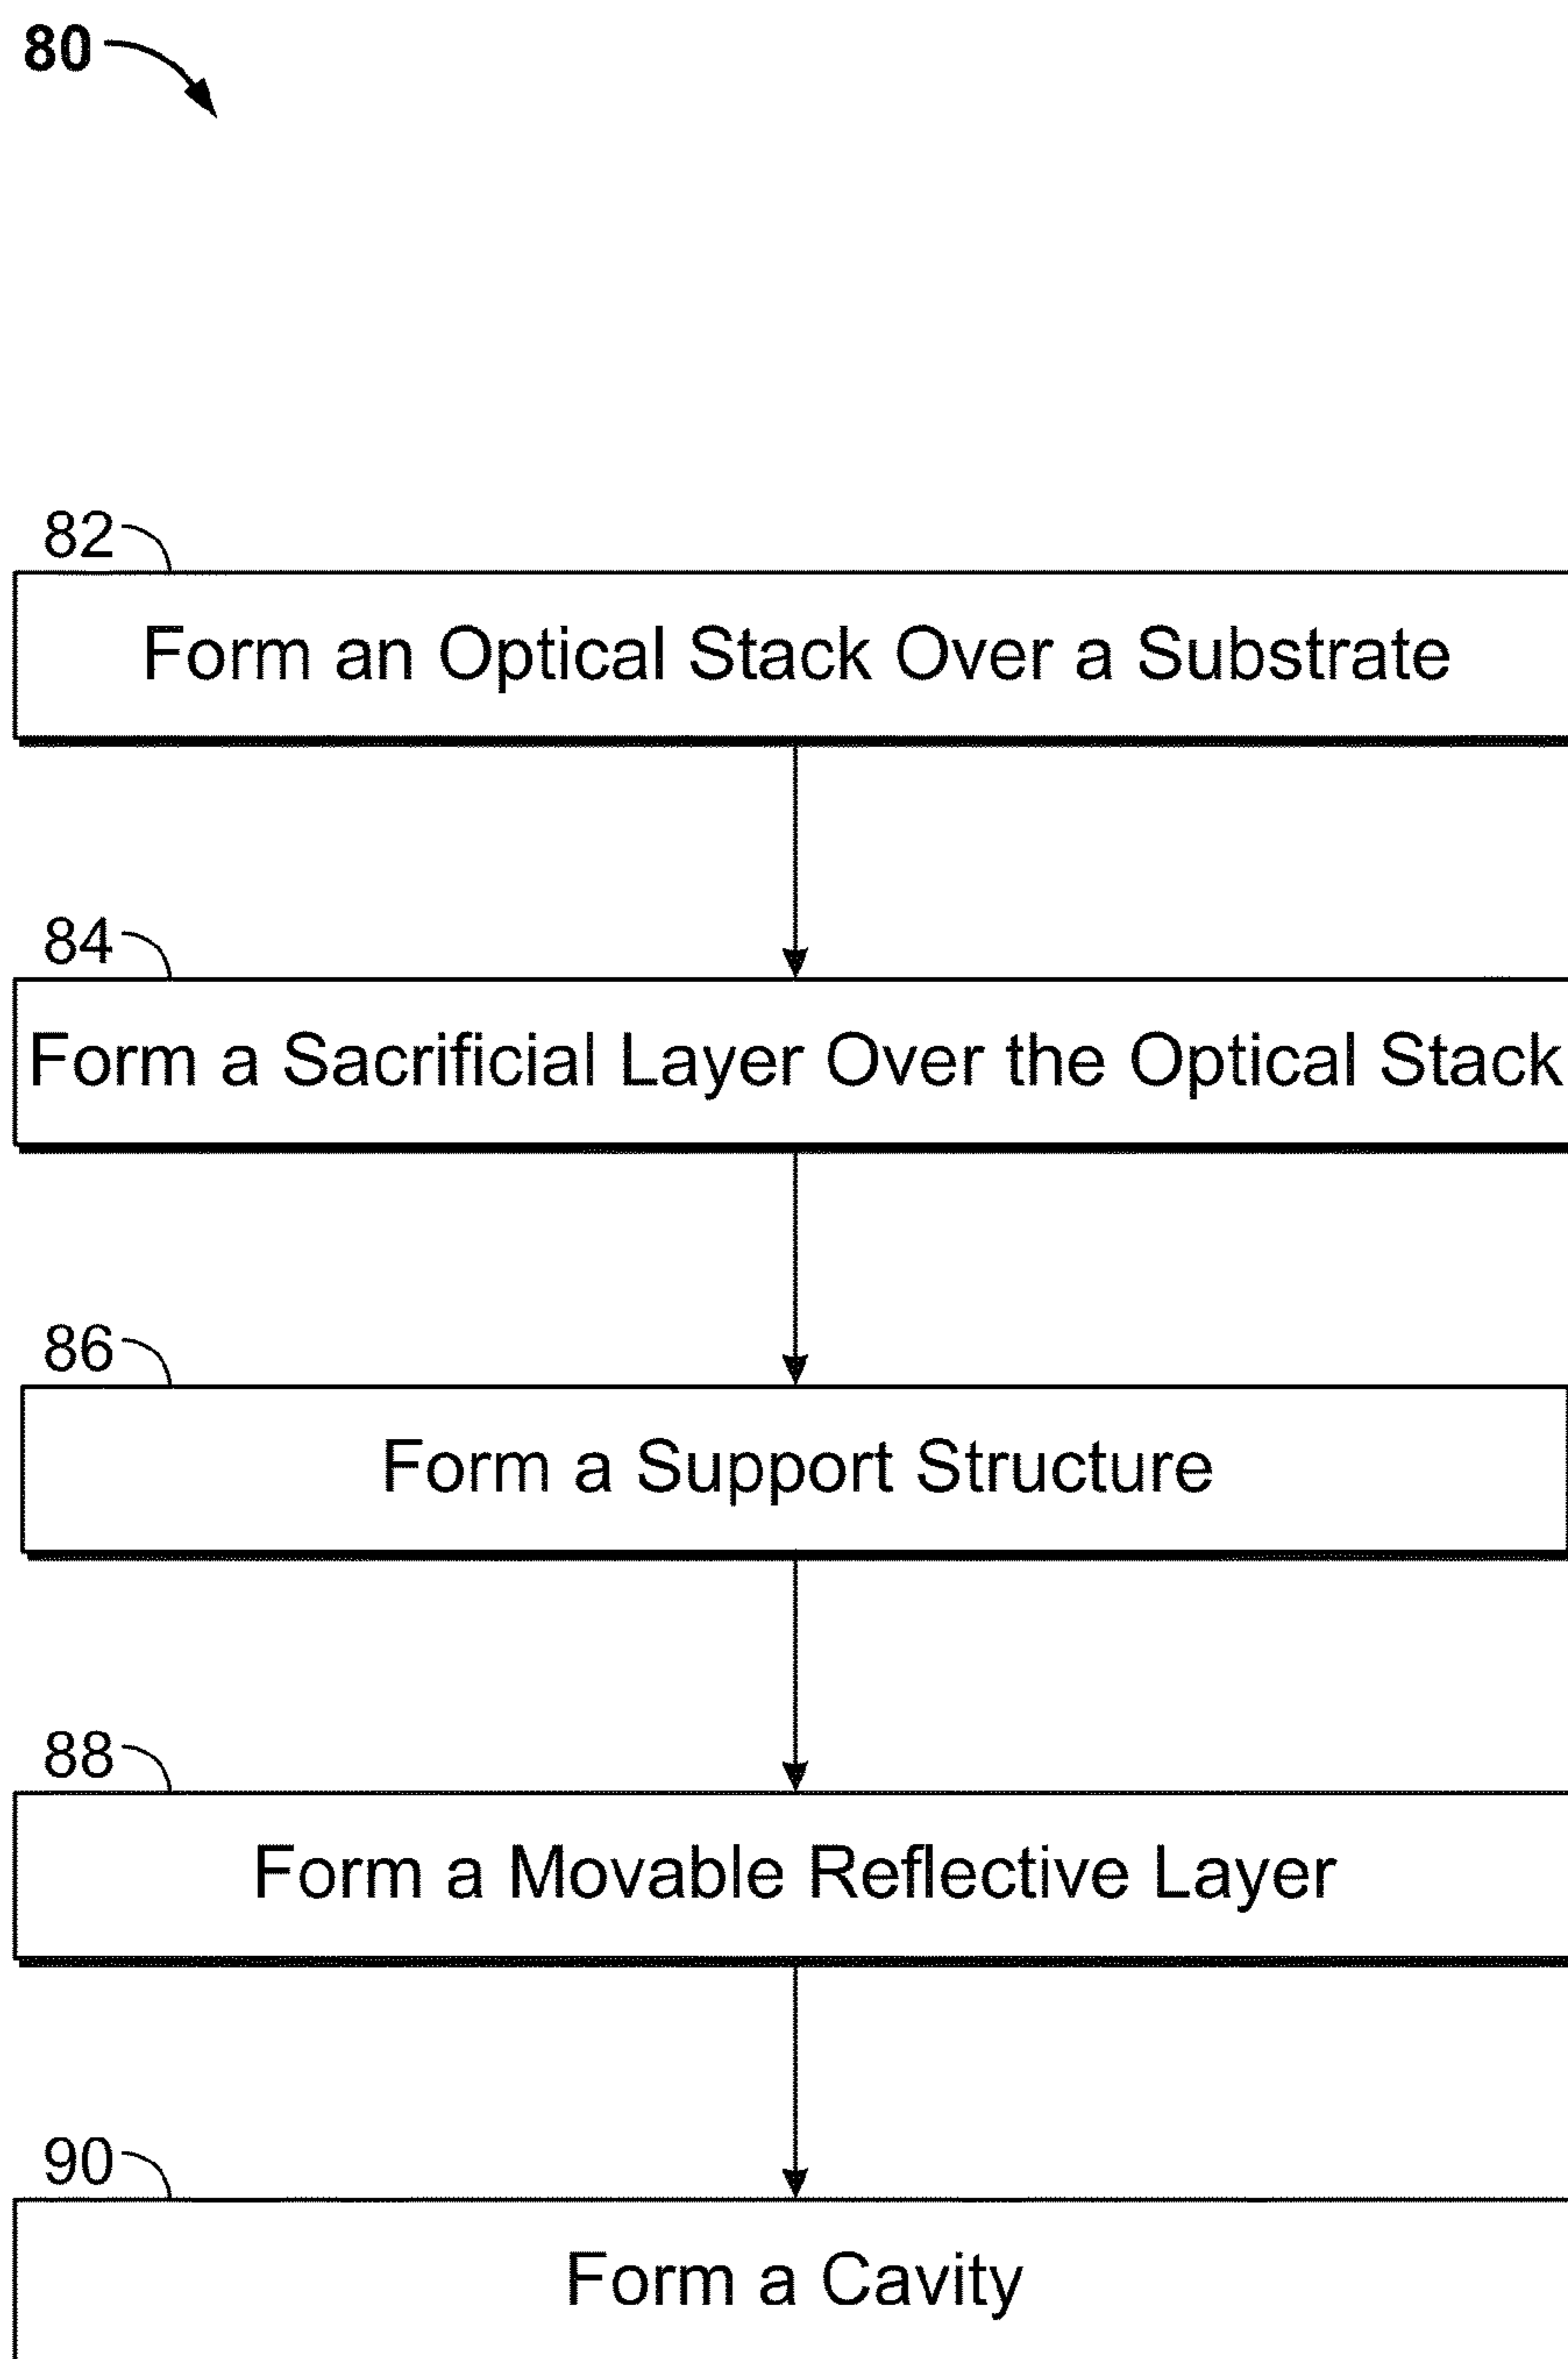 80
82
Form an Optical Stack Over a Substrate
84
Form a Sacrificial Layer Over the Optical Stack
86
Form a Support Structure
88
Form a Movable Reflective Layer
90
Form a Cavity